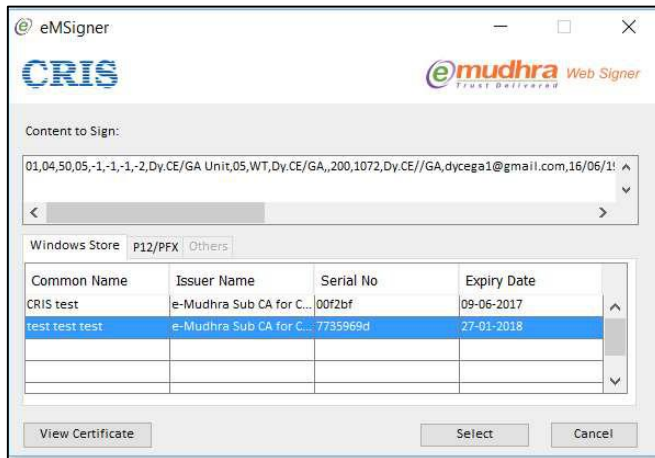 eMSigner
CRIS
emudhra Web Signer
Trust Delivered
Content to Sign:
01,04,50,05,-1,-1,-1,-2,Dy.CE/GA Unit,05,WT,Dy.CE/GA,,200,1072,Dy.CE//GA,dycega1@gmail.com,16/06/19
Windows Store P12/PFX Others
Common Name Issuer Name Serial No Expiry Date
CRIS test e-Mudhra Sub CA for C... 00f2bf 09-06-2017
test test test e-Mudhra Sub CA for C... 7735969d 27-01-2018
View Certificate Select Cancel